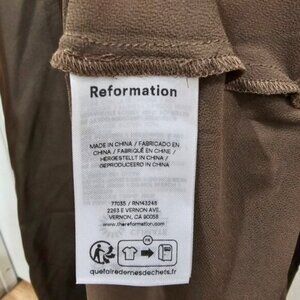 Reformation
MADE IN CHINA / FABRICADO EN
CHINA / FABRIQUÉ EN CHINE /
HERGESTELLT IN CHINA /
GEPRODUCEERD IN CHINA
77035 / RN143248
2263 E VERNON AVE,
VERNON, CA 90058
www.thereformation.com
FR
quefairedemesdechets.fr